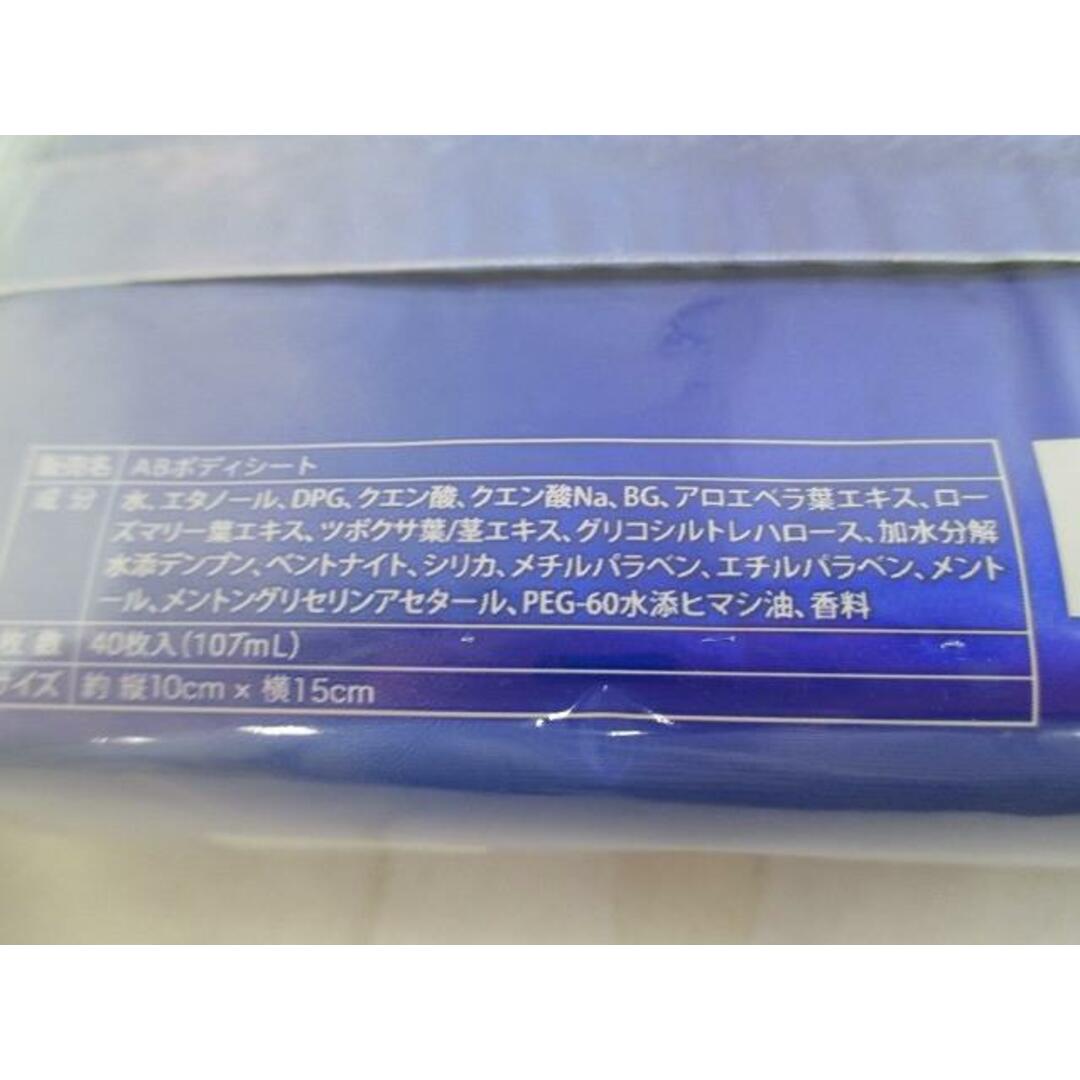 販売名 ABボディシート
成分 水、エタノール、DPG、クエン酸、クエン酸Na、BG、アロエベラ葉エキス、ロー
ズマリー葉エキス、ツボクサ葉/茎エキス、グリコシルトレハロース、加水分解
水添デンプン、ベントナイト、シリカ、メチルパラベン、エチルパラベン、メント
ール、メントングリセリンアセタール、PEG-60水添ヒマシ油、香料
枚数 40枚入(107mL)
サイズ 約 縦10cm × 横15cm